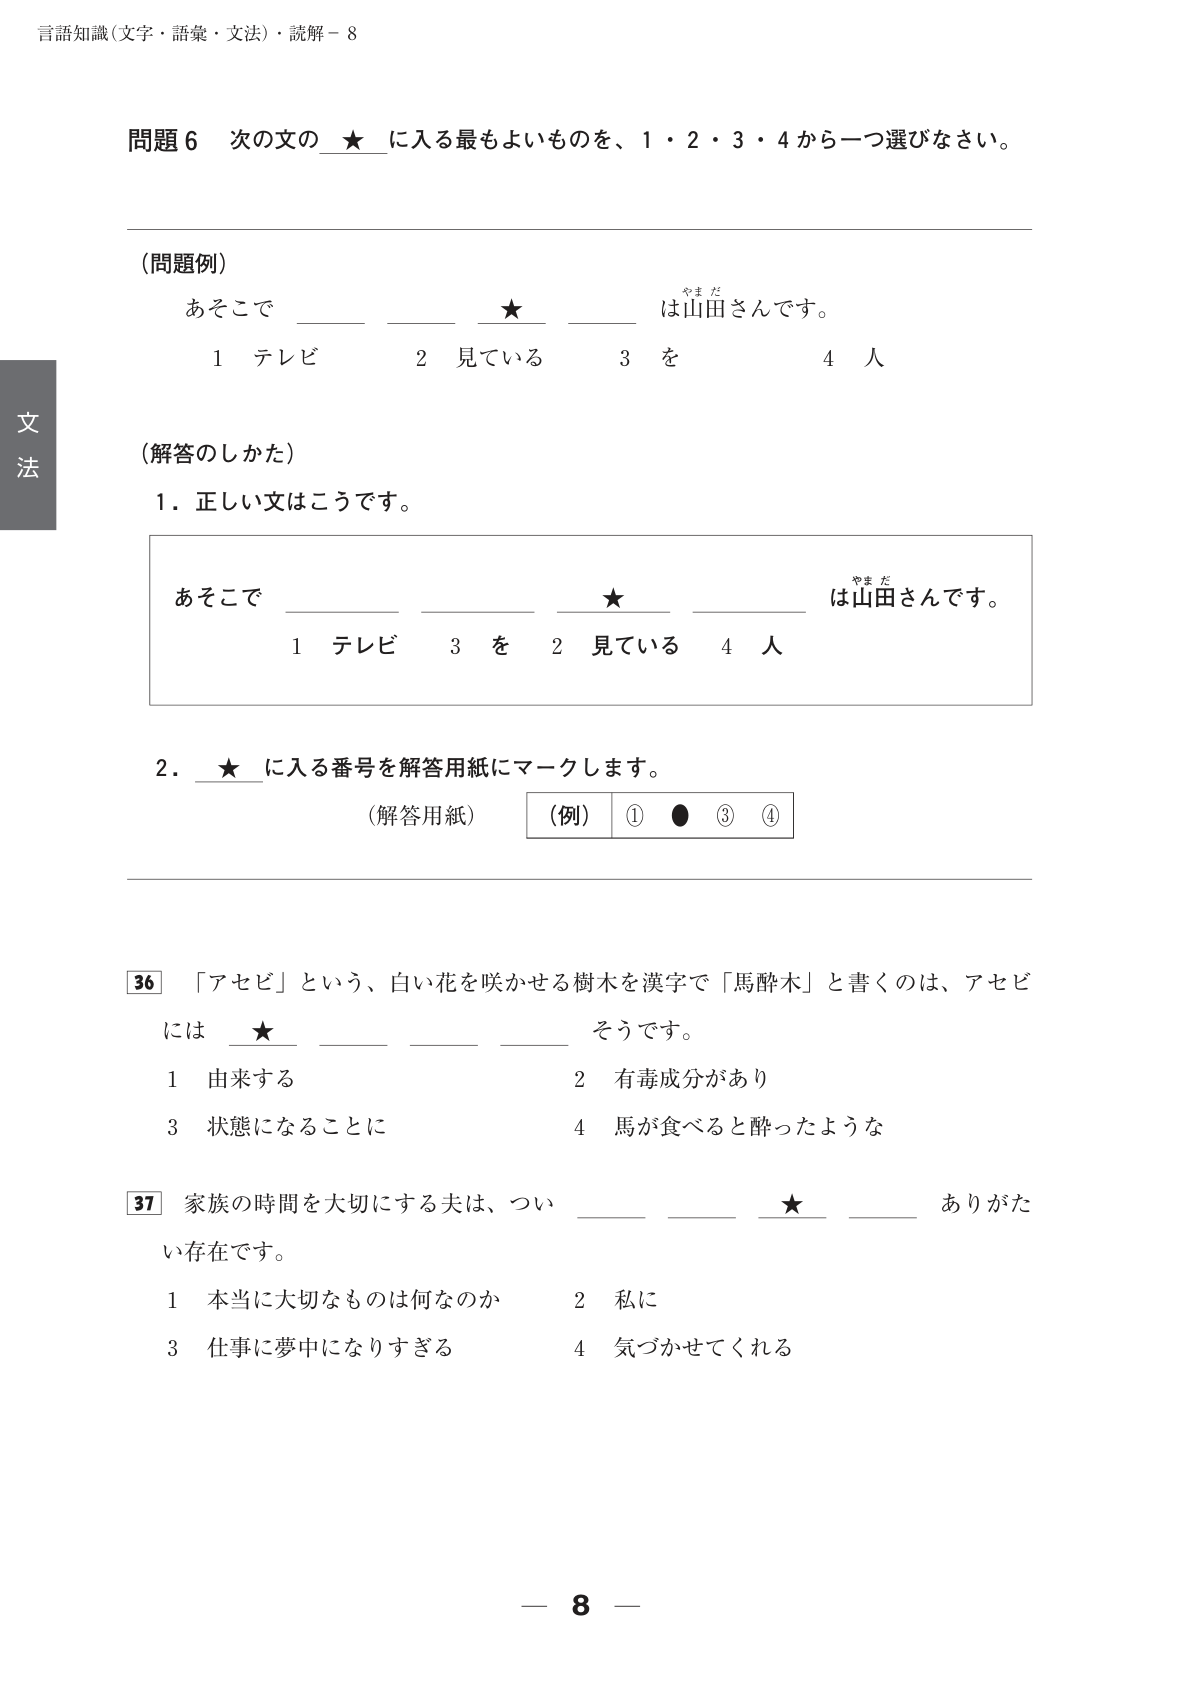 言語知識(文字・語彙・文法)・読解－8
問題6 次の文の ★ に入る最もよいものを、1・2・3・4から一つ選びなさい。
(問題例)
あそこで ＿＿＿ ＿＿＿ ★ ＿＿＿ は山田さんです。
やま だ
1 テレビ 2 見ている 3 を 4 人
文法
(解答のしかた)
1．正しい文はこうです。
あそこで ＿＿＿ ＿＿＿ ★ ＿＿＿ は山田さんです。
やま だ
1 テレビ 3 を 2 見ている 4 人
2． ★ に入る番号を解答用紙にマークします。
(解答用紙) (例) ① ● ③ ④
36 「アセビ」という、白い花を咲かせる樹木を漢字で「馬酔木」と書くのは、アセビ
には ★ ＿＿＿ ＿＿＿ ＿＿＿ そうです。
1 由来する 2 有毒成分があり
3 状態になることに 4 馬が食べると酔ったような
37 家族の時間を大切にする夫は、つい ＿＿＿ ＿＿＿ ★ ＿＿＿ ありがた
い存在です。
1 本当に大切なものは何なのか 2 私に
3 仕事に夢中になりすぎる 4 気づかせてくれる
― 8 ―